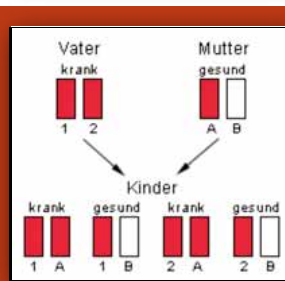 Vater Mutter
krank gesund
1 2 A B
Kinder
krank gesund krank gesund
1 A 1 B 2 A 2 B